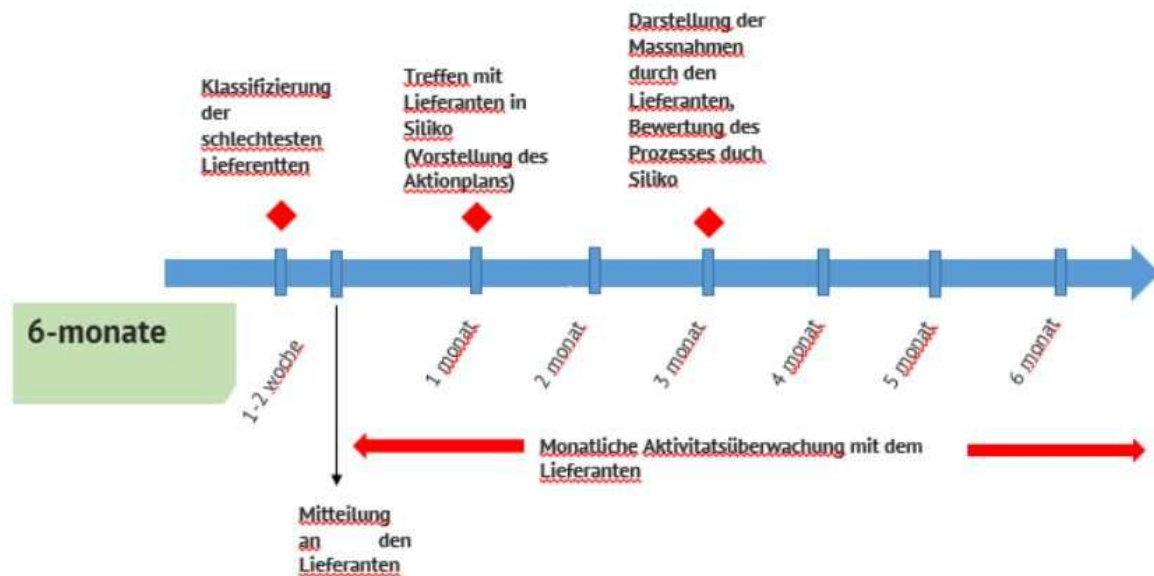 Darstellung der
Massnahmen
durch den
Lieferanten,
Bewertung des
Prozesses duch
Siliko
Treffen mit
Lieferanten in
Siliko
(Vorstellung des
Aktionplans)
Klassifizierung
der
schlechtesten
Lieferentten
6-monate
1-2 woche
1 monat
2 monat
3 monat
4 monat
5 monat
6 monat
Monatliche Aktivitatsüberwachung mit dem
Lieferanten
Mitteilung
an den
Lieferanten